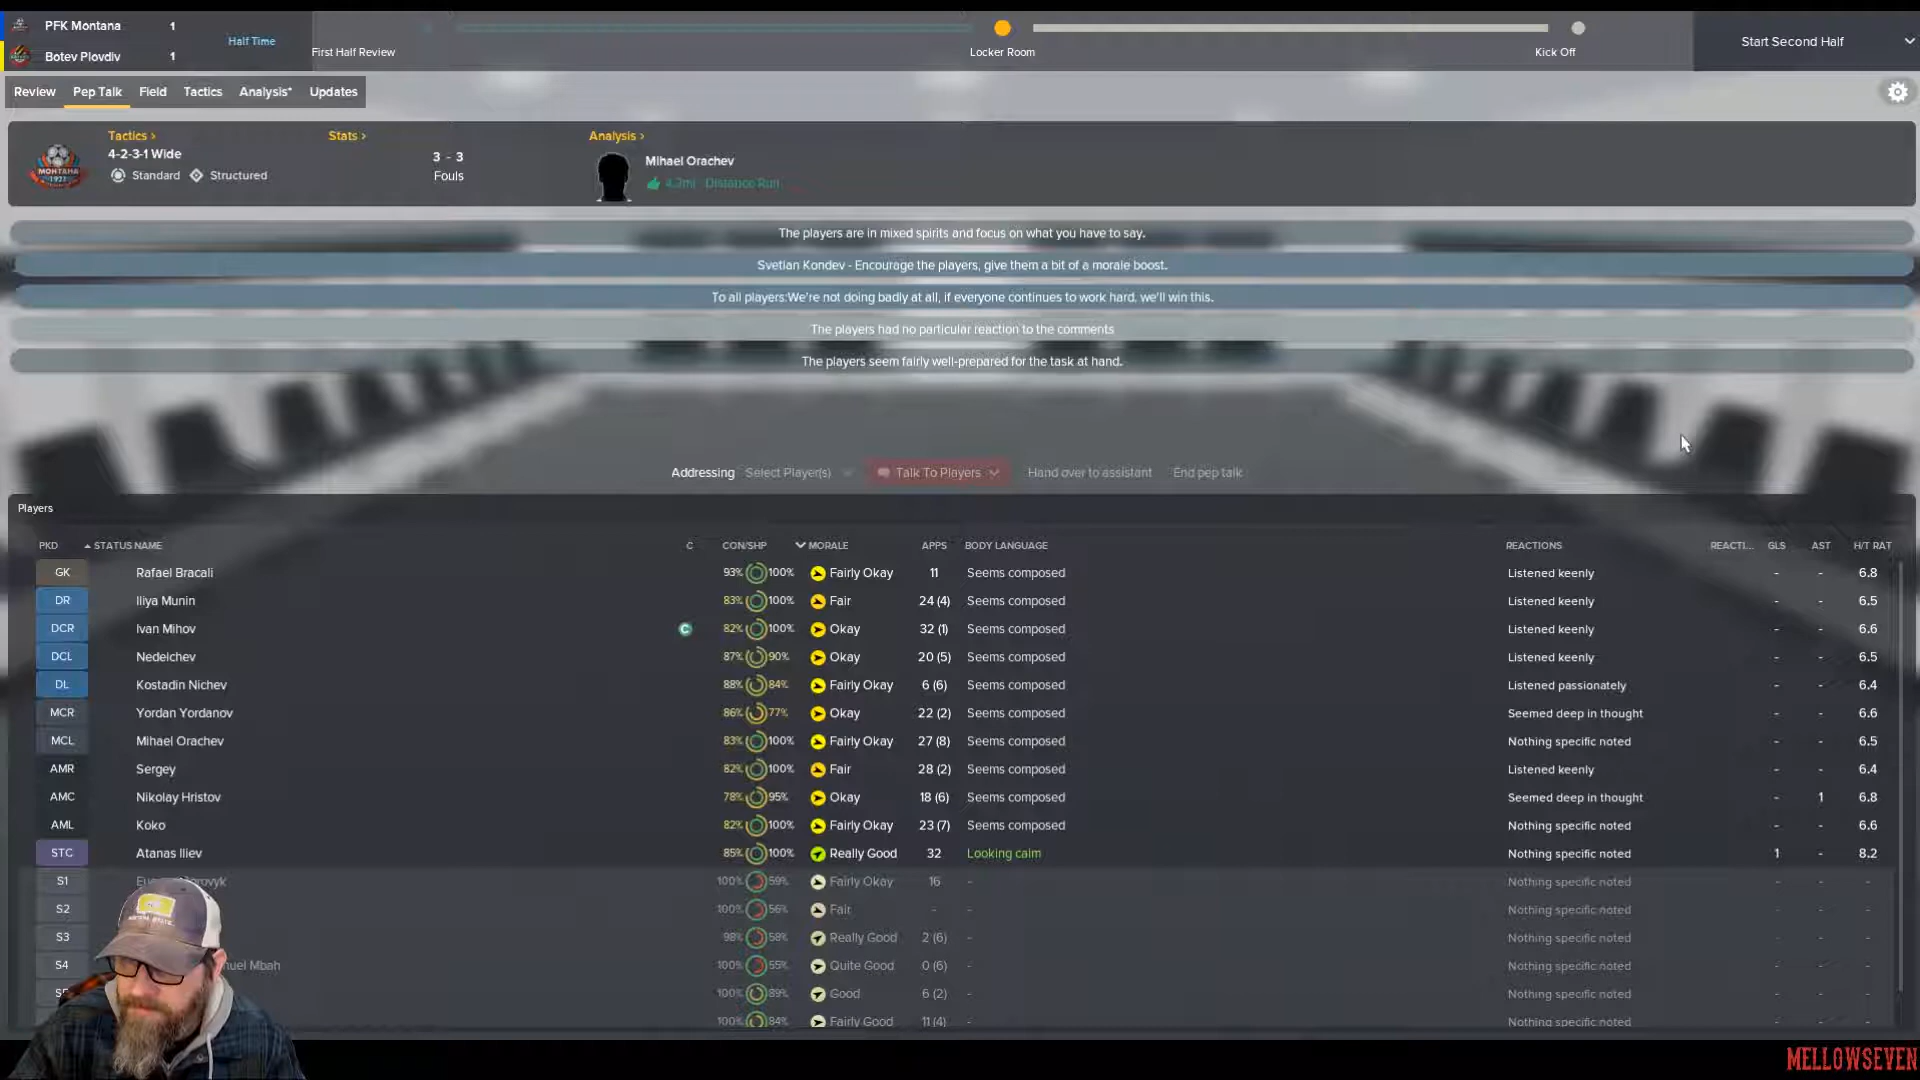 PFK Montana 1
Botev Plovdiv 1
Half Time
First Half Review
Locker Room
Kick Off
Start Second Half
Review Pep Talk Field Tactics Analysis* Updates
MONTANA
1921
Tactics >
4-2-3-1 Wide
Standard Structured
Stats >
3 - 3
Fouls
Analysis >
Mihael Orachev
4.2mi - Distance Run
The players are in mixed spirits and focus on what you have to say.
Svetlan Kondev - Encourage the players, give them a bit of a morale boost.
To all players:We're not doing badly at all, if everyone continues to work hard, we'll win this.
The players had no particular reaction to the comments
The players seem fairly well-prepared for the task at hand.
Addressing Select Player(s) Talk To Players Hand over to assistant End pep talk
Players
PKD STATUS NAME C CON/SHP MORALE APPS BODY LANGUAGE REACTIONS REACTI... GLS AST H/T RAT
GK Rafael Bracali 93% 100% Fairly Okay 11 Seems composed Listened keenly - - 6.8
DR Iliya Munin 83% 100% Fair 24 (4) Seems composed Listened keenly - - 6.5
DCR Ivan Mihov C 82% 100% Okay 32 (1) Seems composed Listened keenly - - 6.6
DCL Nedelchev 87% 90% Okay 20 (5) Seems composed Listened keenly - - 6.5
DL Kostadin Nichev 88% 84% Fairly Okay 6 (6) Seems composed Listened passionately - - 6.4
MCR Yordan Yordanov 86% 77% Okay 22 (2) Seems composed Seemed deep in thought - - 6.6
MCL Mihael Orachev 83% 100% Fairly Okay 27 (8) Seems composed Nothing specific noted - - 6.5
AMR Sergey 82% 100% Fair 28 (2) Seems composed Listened keenly - - 6.4
AMC Nikolay Hristov 78% 95% Okay 18 (6) Seems composed Seemed deep in thought - 1 6.8
AML Koko 82% 100% Fairly Okay 23 (7) Seems composed Nothing specific noted - - 6.6
STC Atanas Iliev 85% 100% Really Good 32 Looking calm Nothing specific noted 1 - 8.2
S1 100% 59% Fairly Okay 16 - Nothing specific noted - - -
S2 100% 56% Fair - - Nothing specific noted - - -
S3 98% 58% Really Good 2 (6) - Nothing specific noted - - -
S4 nuel Mbah 100% 55% Quite Good 0 (6) - Nothing specific noted - - -
100% 89% Good 6 (2) - Nothing specific noted - - -
100% 84% Fairly Good 11 (4) - Nothing specific noted - - -
MELLOWSEVEN